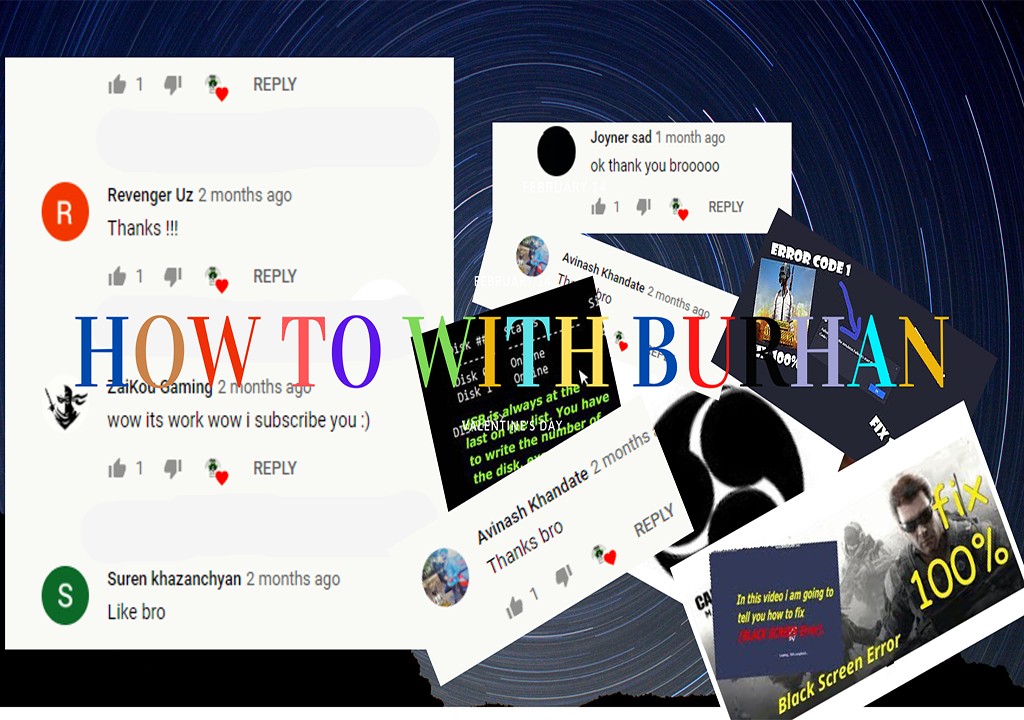 1 REPLY
Revenger Uz 2 months ago
Thanks !!!
1 REPLY
ZaiKou Gaming 2 months ago
wow its work wow i subscribe you :)
1 REPLY
Suren khazanchyan 2 months ago
Like bro
Joyner sad 1 month ago
ok thank you brooooo
FEBRUARY 14
1 REPLY
Avinash Khandate 2 months ago
FEBRUARY
HOW TO WITH BURHAN
ERROR CODE 1
100%
FIX
Online
Disk Online
Disk
VALENTINE'S DAY
USB is always at the
last on the list. You have
to write the number of
the disk,
Avinash Khandate 2 months ago
Thanks bro
1 REPLY
fix
100%
In this video i am going to
tell you how to fix
(BLACK SCREEN Error).
Black Screen Error